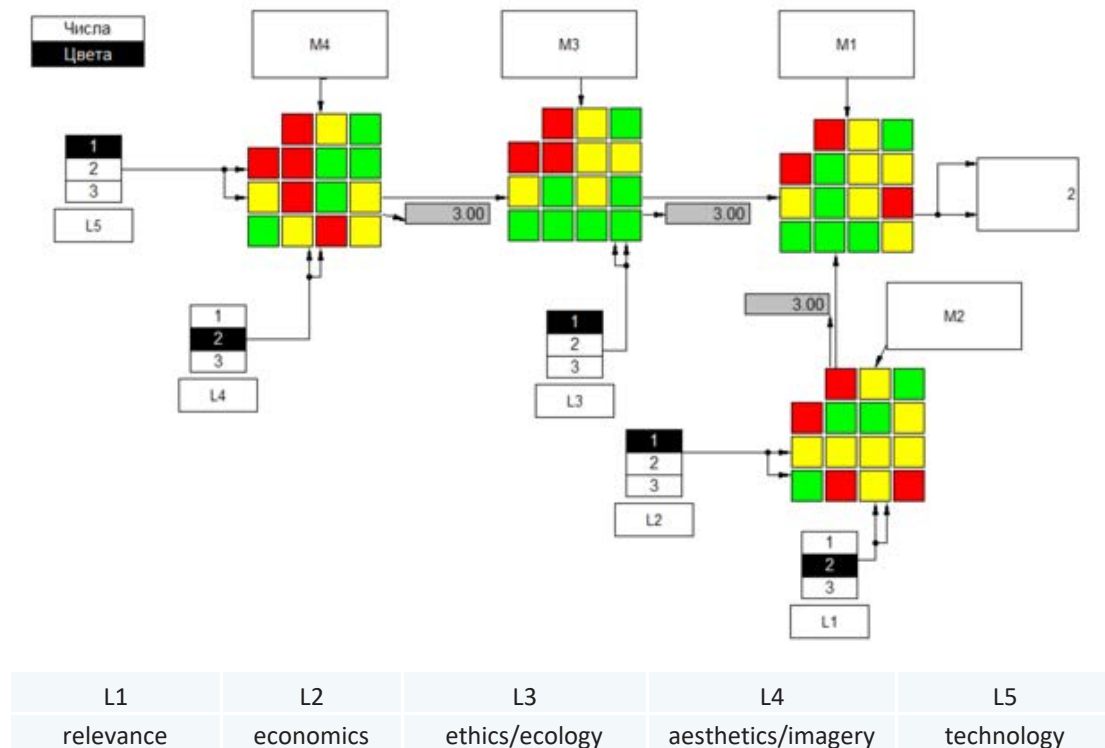 Числа
Цвета
M4
M3
M1
1
2
3
L5
3.00
3.00
2
1
2
3
L4
1
2
3
L3
3.00
M2
1
2
3
L2
1
2
3
L1
L1 L2 L3 L4 L5
relevance economics ethics/ecology aesthetics/imagery technology